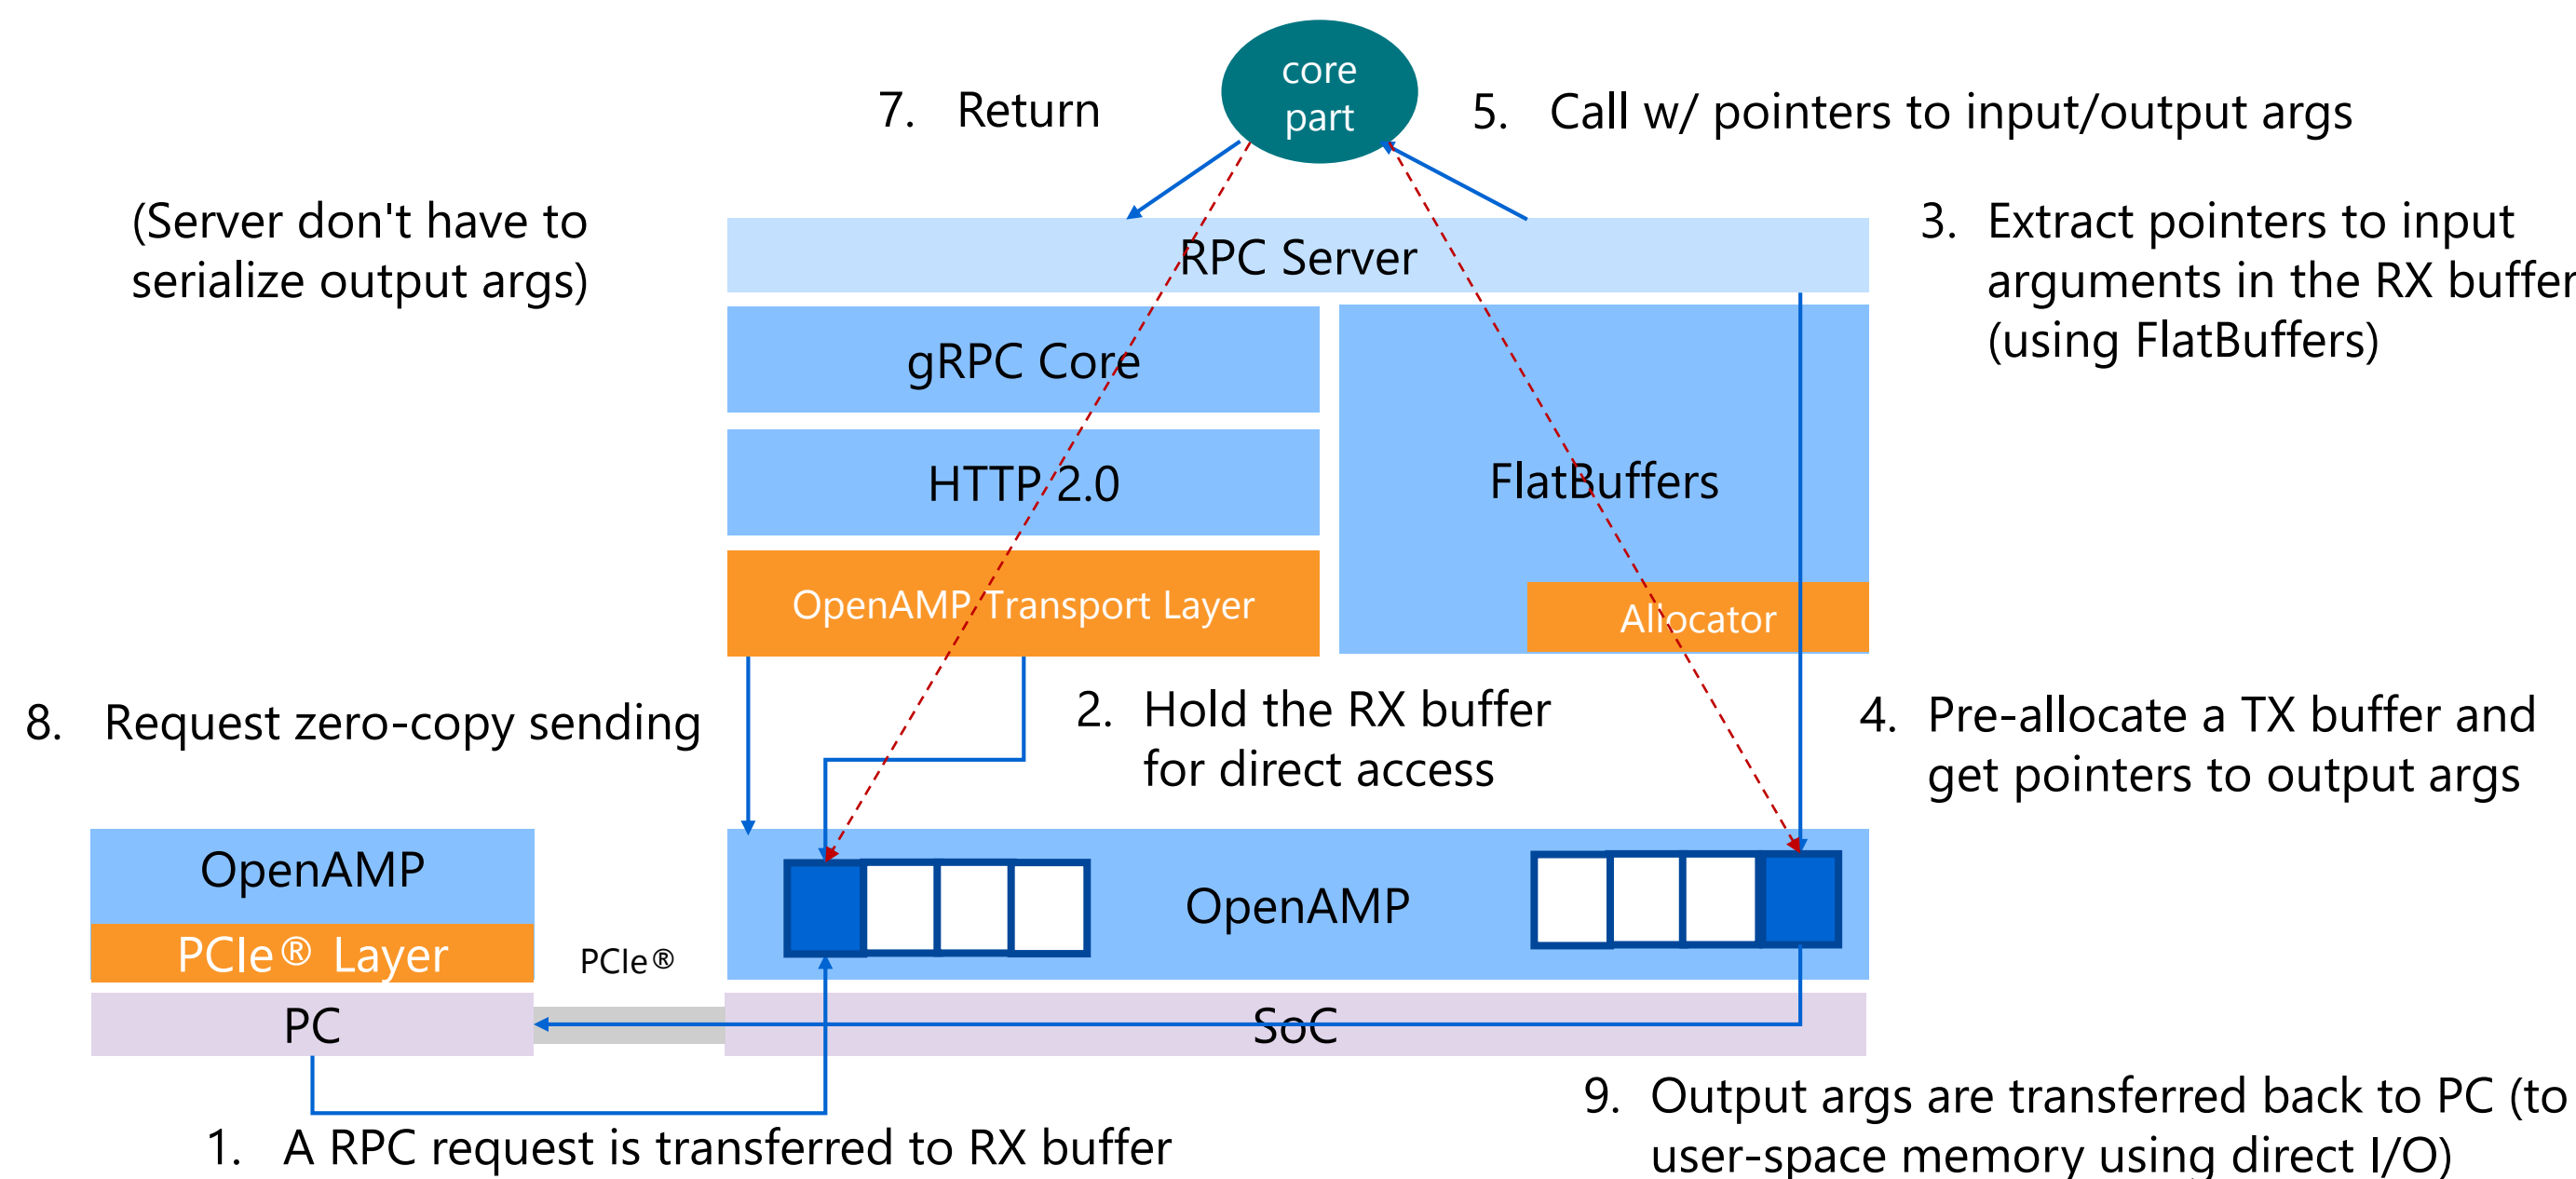 core
part
7. Return
5. Call w/ pointers to input/output args
(Server don't have to
serialize output args)
3. Extract pointers to input
arguments in the RX buffer
(using FlatBuffers)
RPC Server
gRPC Core
HTTP 2.0
FlatBuffers
OpenAMP Transport Layer
Allocator
8. Request zero-copy sending
2. Hold the RX buffer
for direct access
4. Pre-allocate a TX buffer and
get pointers to output args
OpenAMP
PCIe® Layer
PCIe®
OpenAMP
PC
SoC
1. A RPC request is transferred to RX buffer
9. Output args are transferred back to PC (to
user-space memory using direct I/O)